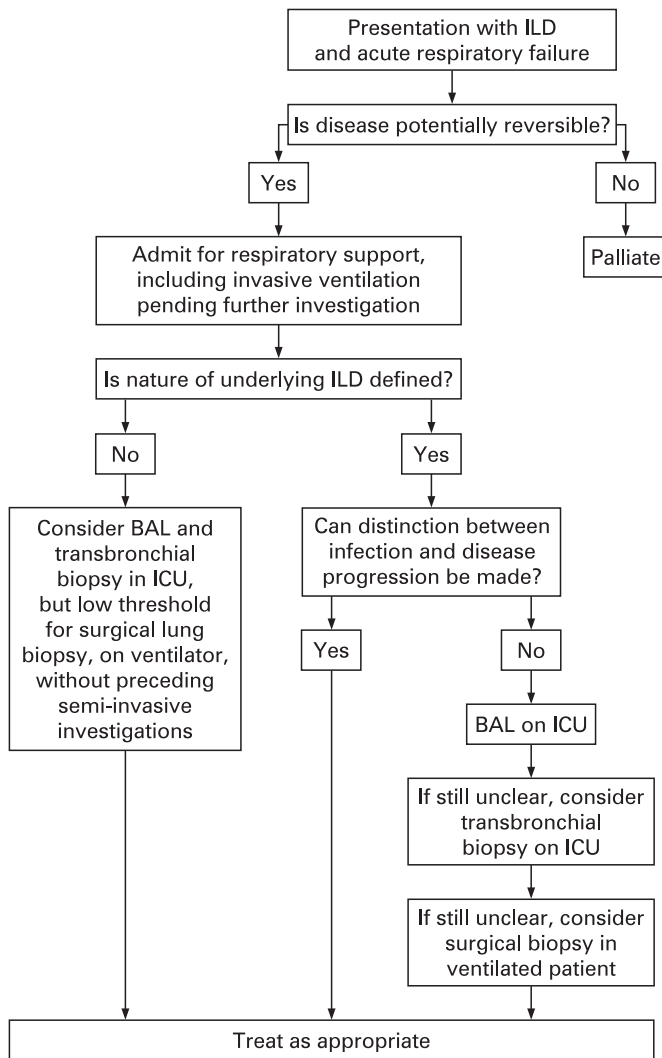 Presentation with ILD
and acute respiratory failure
Is disease potentially reversible?
Yes
No
Admit for respiratory support,
including invasive ventilation
pending further investigation
Palliate
Is nature of underlying ILD defined?
No
Yes
Consider BAL and
transbronchial
biopsy in ICU,
but low threshold
for surgical lung
biopsy, on ventilator,
without preceding
semi-invasive
investigations
Can distinction between
infection and disease
progression be made?
Yes
No
BAL on ICU
If still unclear, consider
transbronchial
biopsy on ICU
If still unclear, consider
surgical biopsy in
ventilated patient
Treat as appropriate